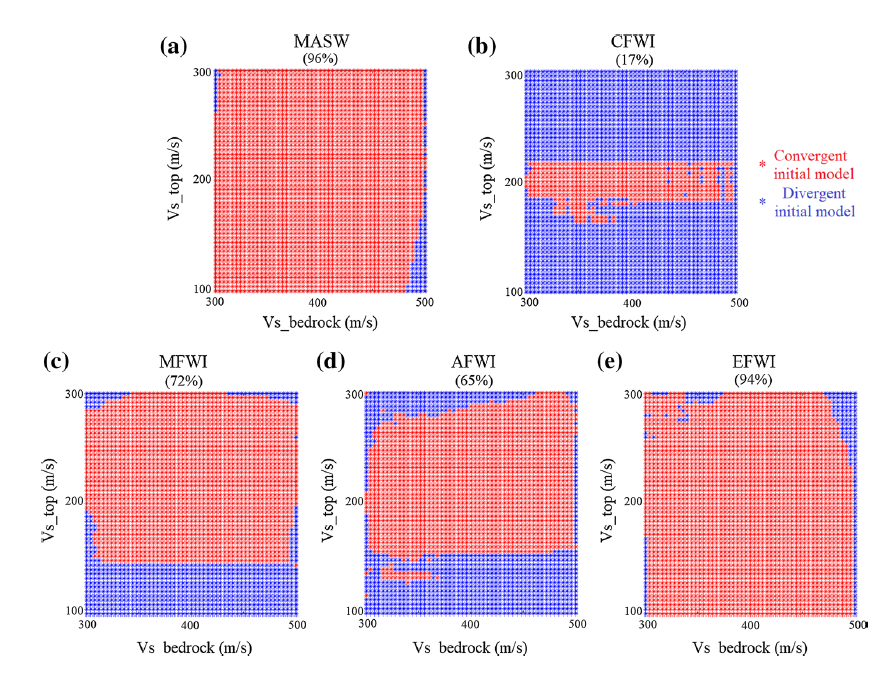 (a)
MASW
(96%)
300
200
100
Vs_top (m/s)
300
400
500
Vs_bedrock (m/s)
(b)
CFWI
(17%)
300
200
100
Vs_top (m/s)
300
400
500
Vs_bedrock (m/s)
* Convergent
initial model
* Divergent
initial model
(c)
MFWI
(72%)
300
200
100
Vs_top (m/s)
300
400
500
Vs bedrock (m/s)
(d)
AFWI
(65%)
300
200
100
Vs_top (m/s)
300
400
500
Vs bedrock (m/s)
(e)
EFWI
(94%)
300
200
100
Vs_top (m/s)
300
400
500
Vs bedrock (m/s)